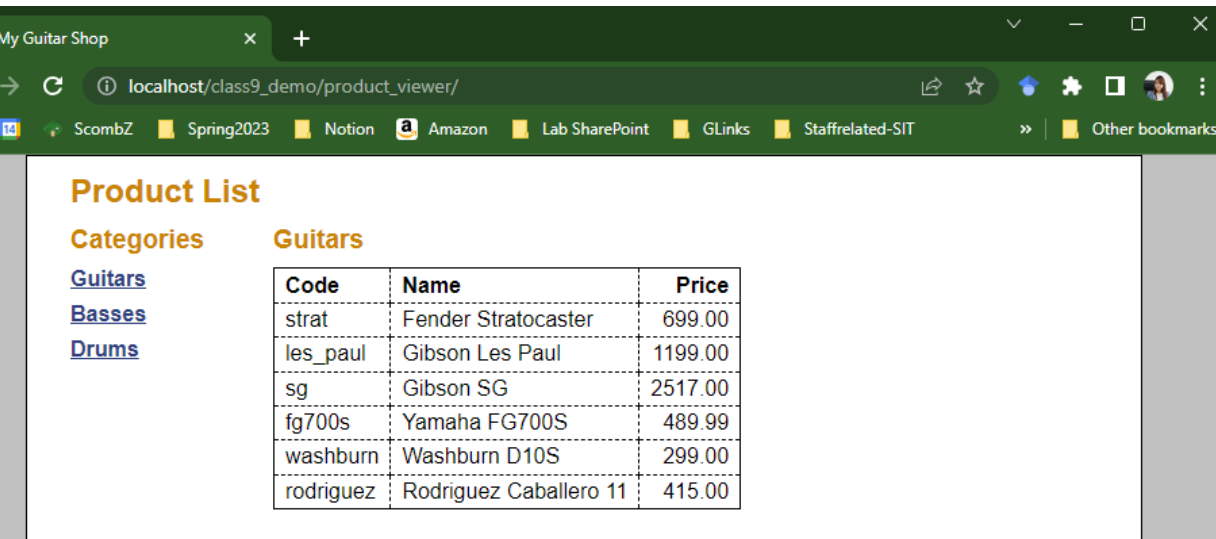 My Guitar Shop
localhost/class9_demo/product_viewer/
14 ScombZ Spring2023 Notion a Amazon Lab SharePoint GLinks Staffrelated-SIT » Other bookmarks
Product List
Categories Guitars
Guitars
Basses
Drums
Code Name Price
strat Fender Stratocaster 699.00
les_paul Gibson Les Paul 1199.00
sg Gibson SG 2517.00
fg700s Yamaha FG700S 489.99
washburn Washburn D10S 299.00
rodriguez Rodriguez Caballero 11 415.00